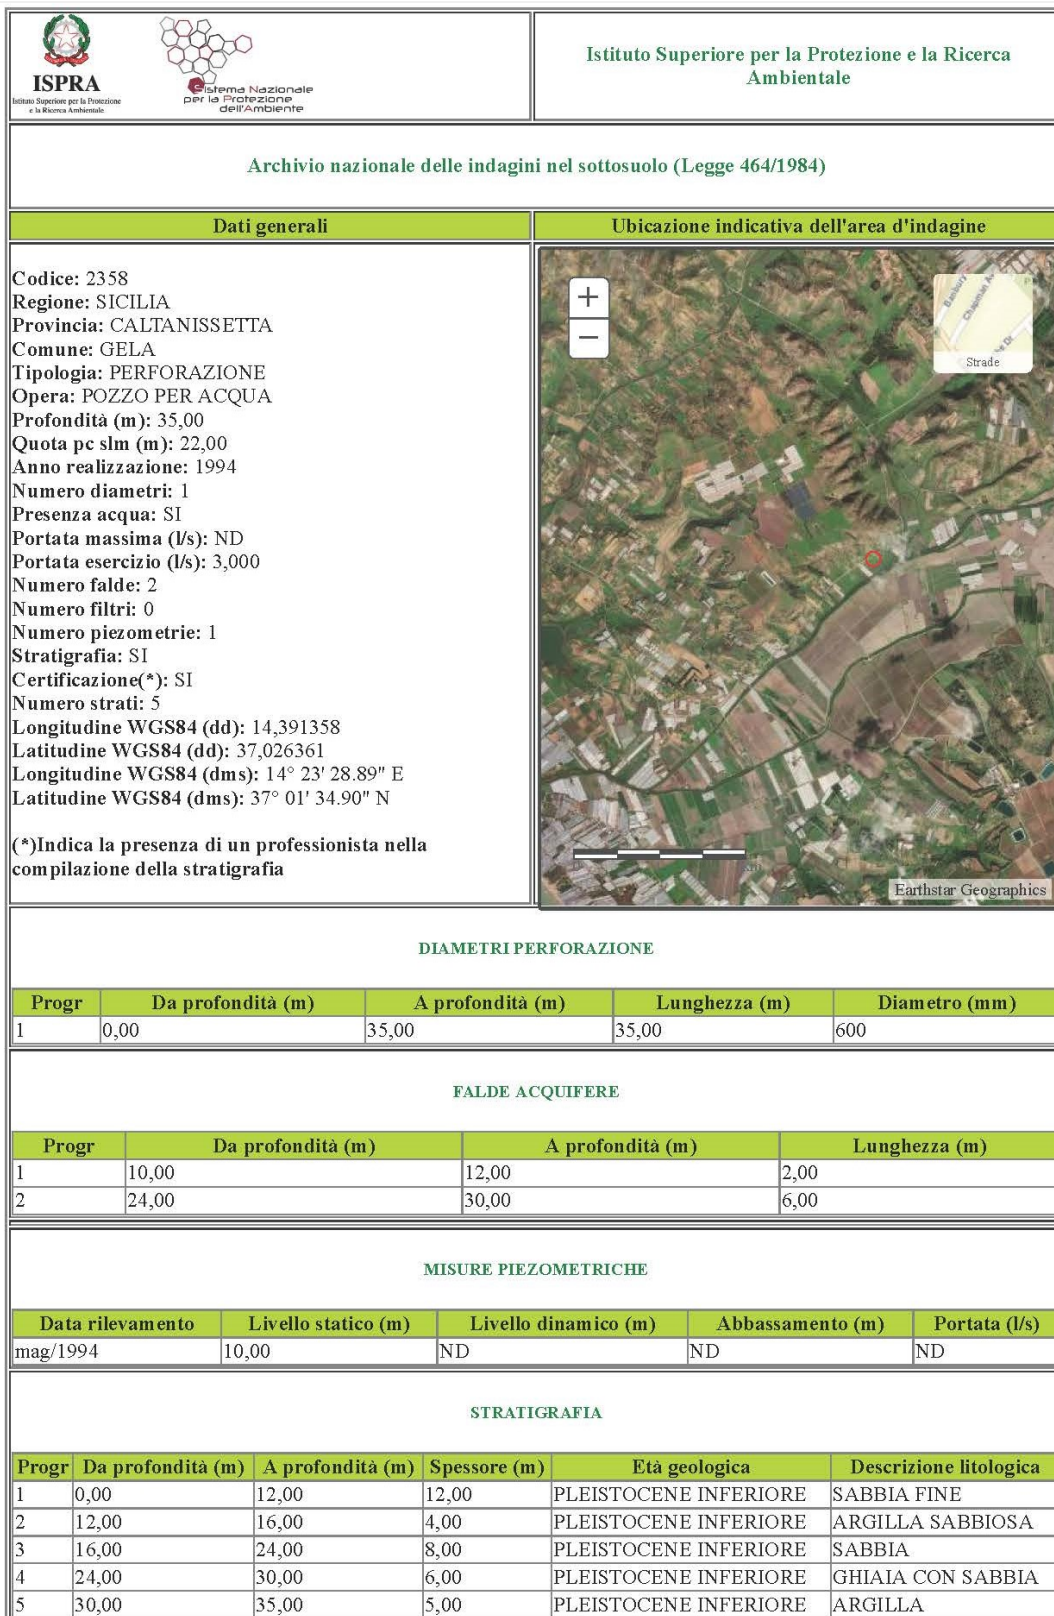 ISPRA
Istituto Superiore per la Protezione
e la Ricerca Ambientale
Sistema Nazionale
per la Protezione
dell'Ambiente
Istituto Superiore per la Protezione e la Ricerca
Ambientale
Archivio nazionale delle indagini nel sottosuolo (Legge 464/1984)
Dati generali
Codice: 2358
Regione: SICILIA
Provincia: CALTANISSETTA
Comune: GELA
Tipologia: PERFORAZIONE
Opera: POZZO PER ACQUA
Profondità (m): 35,00
Quota pc slm (m): 22,00
Anno realizzazione: 1994
Numero diametri: 1
Presenza acqua: SI
Portata massima (l/s): ND
Portata esercizio (l/s): 3,000
Numero falde: 2
Numero filtri: 0
Numero piezometrie: 1
Stratigrafia: SI
Certificazione(*): SI
Numero strati: 5
Longitudine WGS84 (dd): 14,391358
Latitudine WGS84 (dd): 37,026361
Longitudine WGS84 (dms): 14° 23' 28.89" E
Latitudine WGS84 (dms): 37° 01' 34.90" N
(*)Indica la presenza di un professionista nella
compilazione della stratigrafia
Ubicazione indicativa dell'area d'indagine
+
−
Strade
Earthstar Geographics
DIAMETRI PERFORAZIONE
Progr Da profondità (m) A profondità (m) Lunghezza (m) Diametro (mm)
1 0,00 35,00 35,00 600
FALDE ACQUIFERE
Progr Da profondità (m) A profondità (m) Lunghezza (m)
1 10,00 12,00 2,00
2 24,00 30,00 6,00
MISURE PIEZOMETRICHE
Data rilevamento Livello statico (m) Livello dinamico (m) Abbassamento (m) Portata (l/s)
mag/1994 10,00 ND ND ND
STRATIGRAFIA
Progr Da profondità (m) A profondità (m) Spessore (m) Età geologica Descrizione litologica
1 0,00 12,00 12,00 PLEISTOCENE INFERIORE SABBIA FINE
2 12,00 16,00 4,00 PLEISTOCENE INFERIORE ARGILLA SABBIOSA
3 16,00 24,00 8,00 PLEISTOCENE INFERIORE SABBIA
4 24,00 30,00 6,00 PLEISTOCENE INFERIORE GHIAIA CON SABBIA
5 30,00 35,00 5,00 PLEISTOCENE INFERIORE ARGILLA